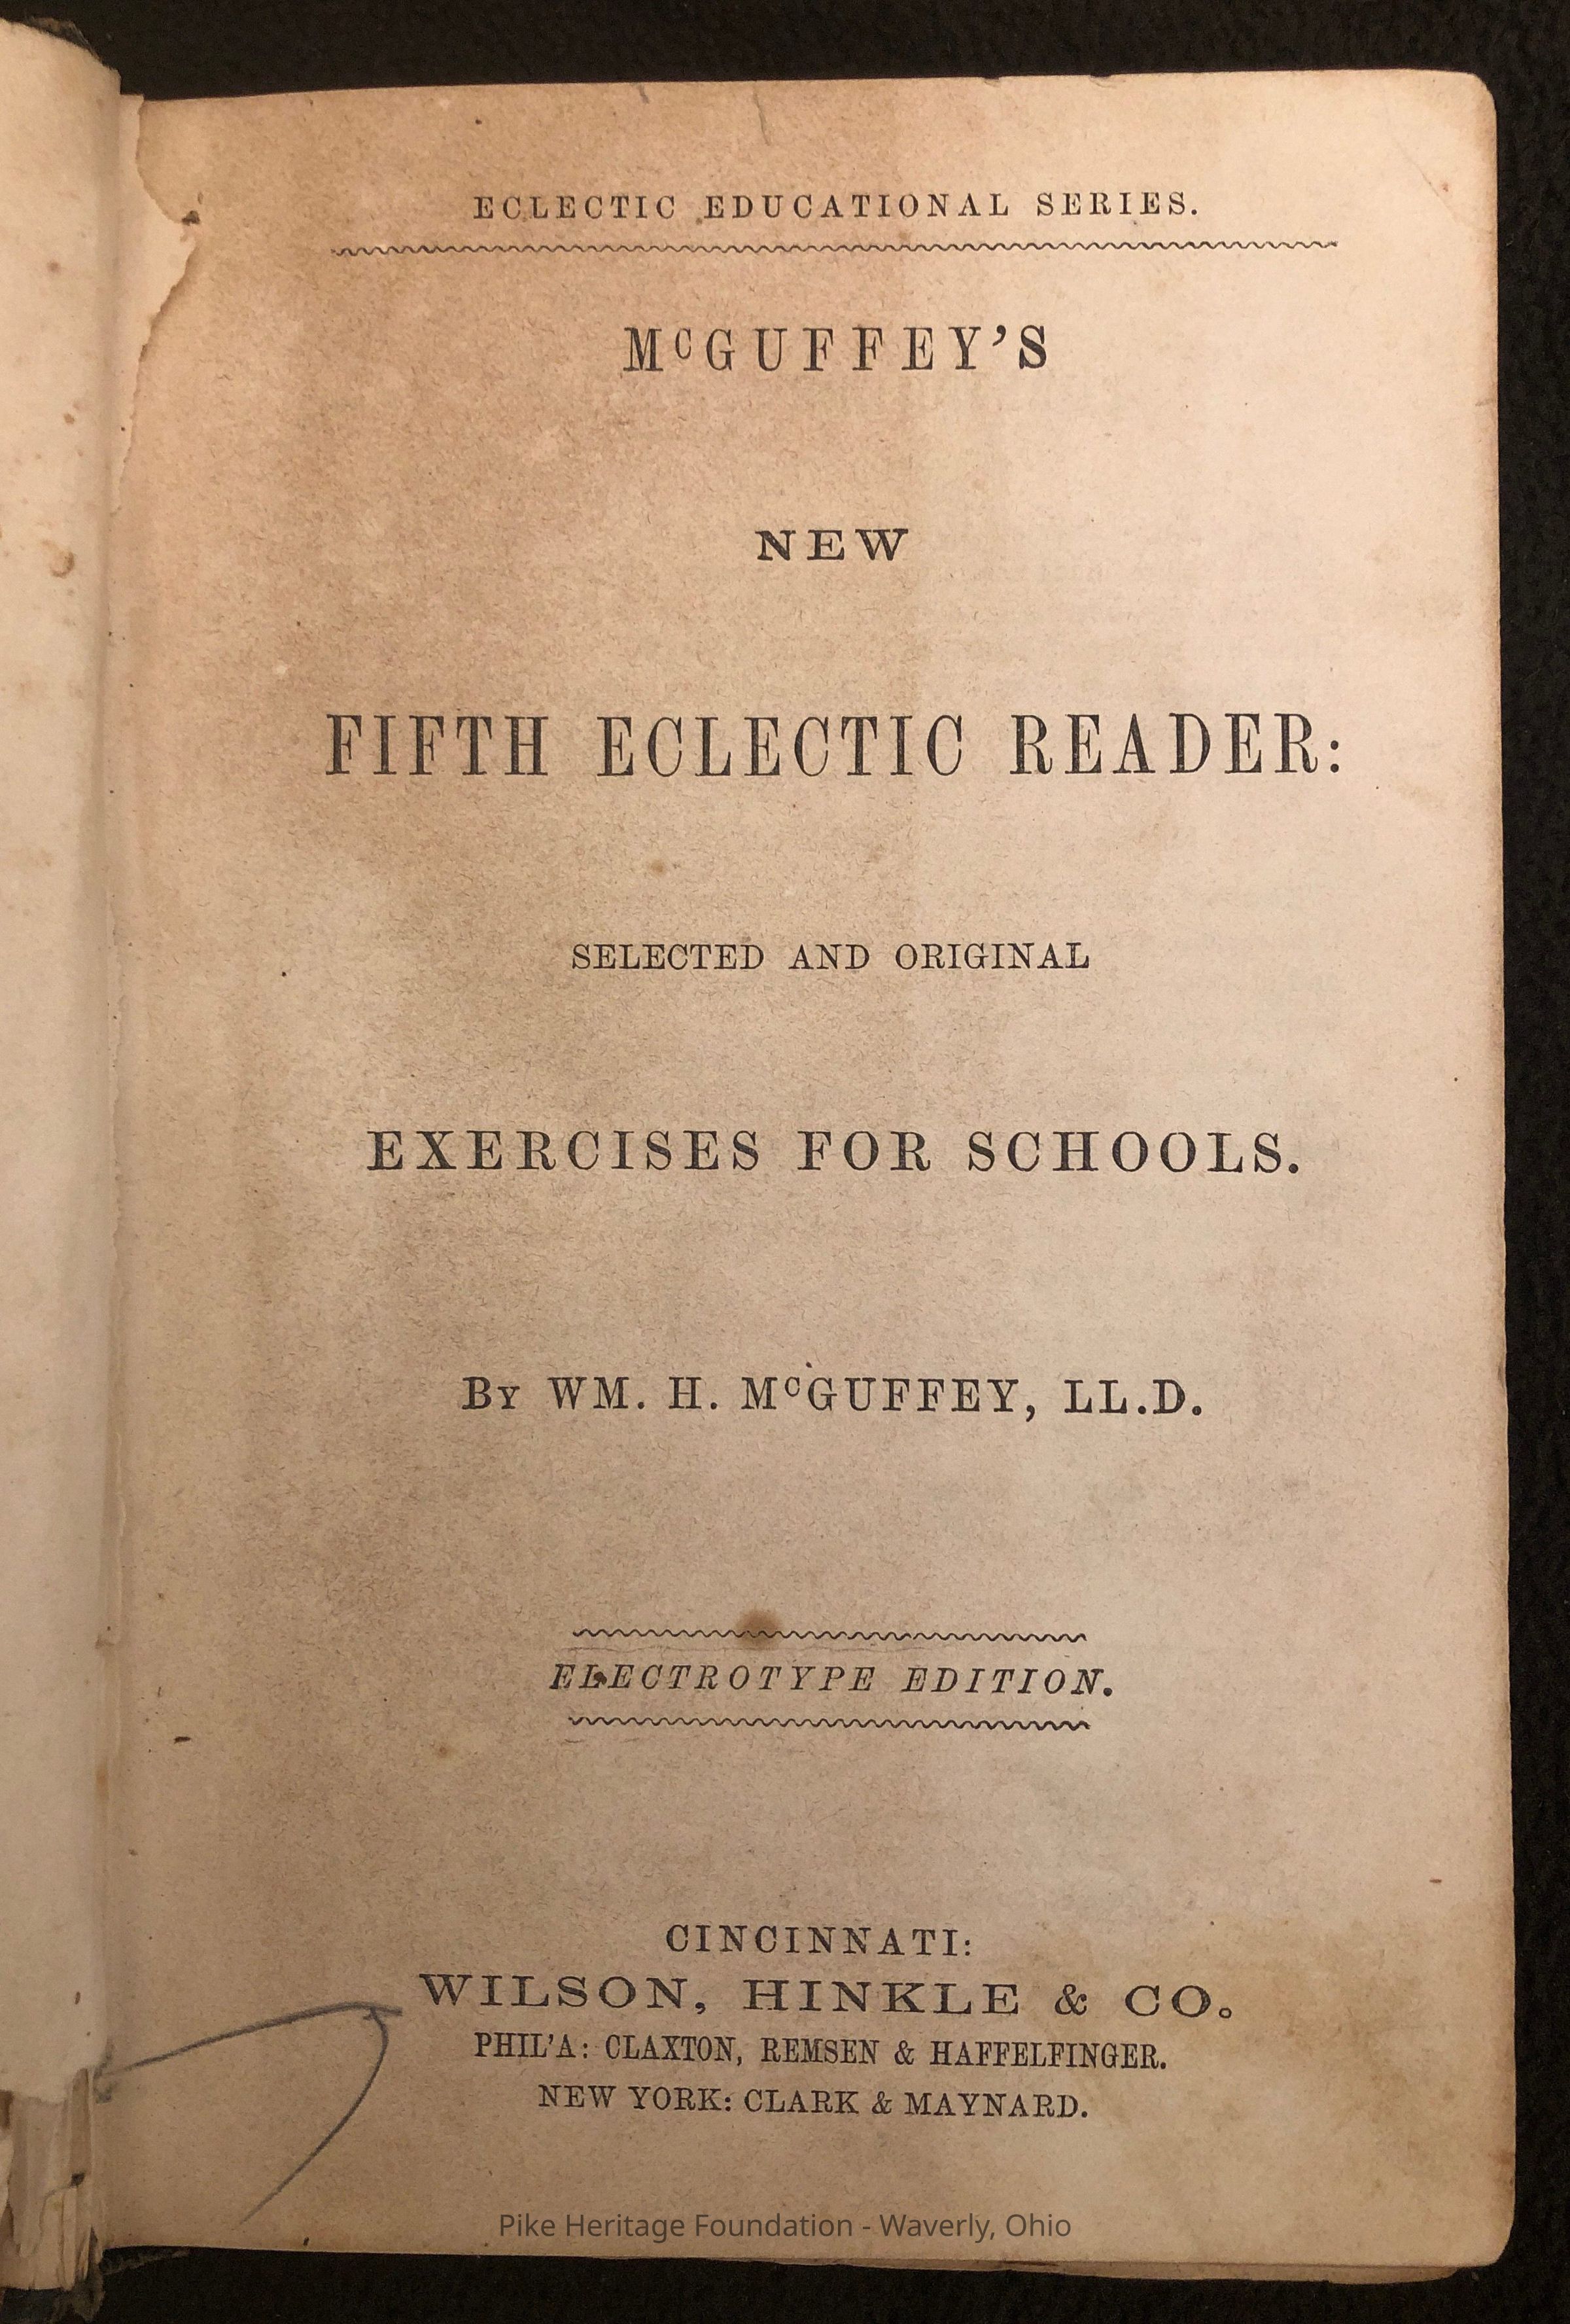 ECLECTIC EDUCATIONAL SERIES.
McGUFFEY'S
NEW
FIFTH ECLECTIC READER:
SELECTED AND ORIGINAL
EXERCISES FOR SCHOOLS.
By WM. H. McGUFFEY, LL.D.
ELECTROTYPE EDITION.
CINCINNATI:
WILSON, HINKLE & CO.
PHIL'A: CLAXTON, REMSEN & HAFFELFINGER.
NEW YORK: CLARK & MAYNARD.
Pike Heritage Foundation - Waverly, Ohio